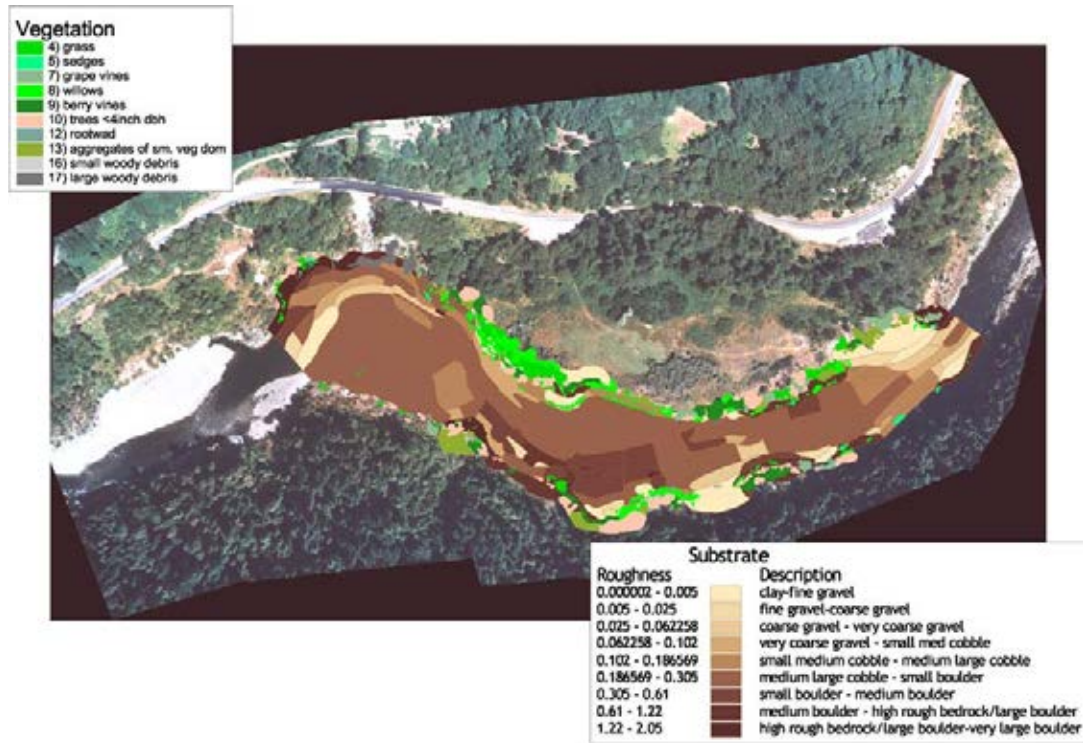 Vegetation
4) grass
5) sedges
7) grape vines
8) willows
9) berry vines
10) trees <4inch dbh
12) rootwad
13) aggregates of sm. veg dom
16) small woody debris
17) large woody debris
Substrate
Roughness Description
0.000002 - 0.005 clay-fine gravel
0.005 - 0.025 fine gravel-coarse gravel
0.025 - 0.062258 coarse gravel - very coarse gravel
0.062258 - 0.102 very coarse gravel - small med cobble
0.102 - 0.186569 small medium cobble - medium large cobble
0.186569 - 0.305 medium large cobble - small boulder
0.305 - 0.61 small boulder - medium boulder
0.61 - 1.22 medium boulder - high rough bedrock/large boulder
1.22 - 2.05 high rough bedrock/large boulder-very large boulder